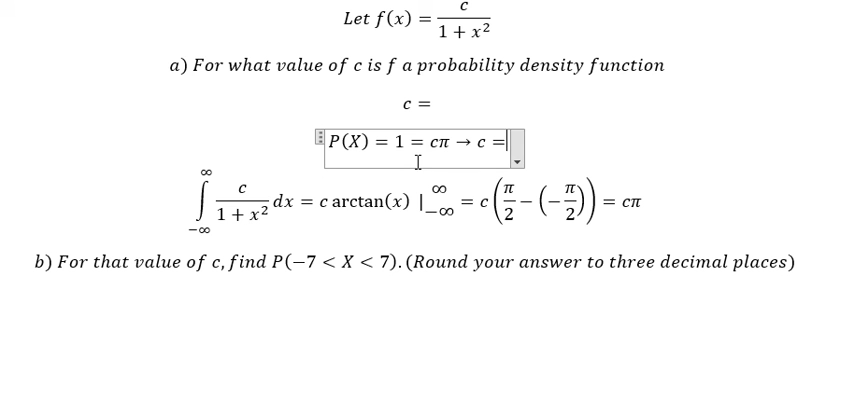 Let f(x) = c / (1 + x²)
a) For what value of c is f a probability density function
c =
P(X) = 1 = cπ → c =
∫_{-∞}^{∞} c / (1 + x²) dx = c arctan(x) |_{-∞}^{∞} = c (π/2 − (−π/2)) = cπ
b) For that value of c, find P(−7 < X < 7). (Round your answer to three decimal places)